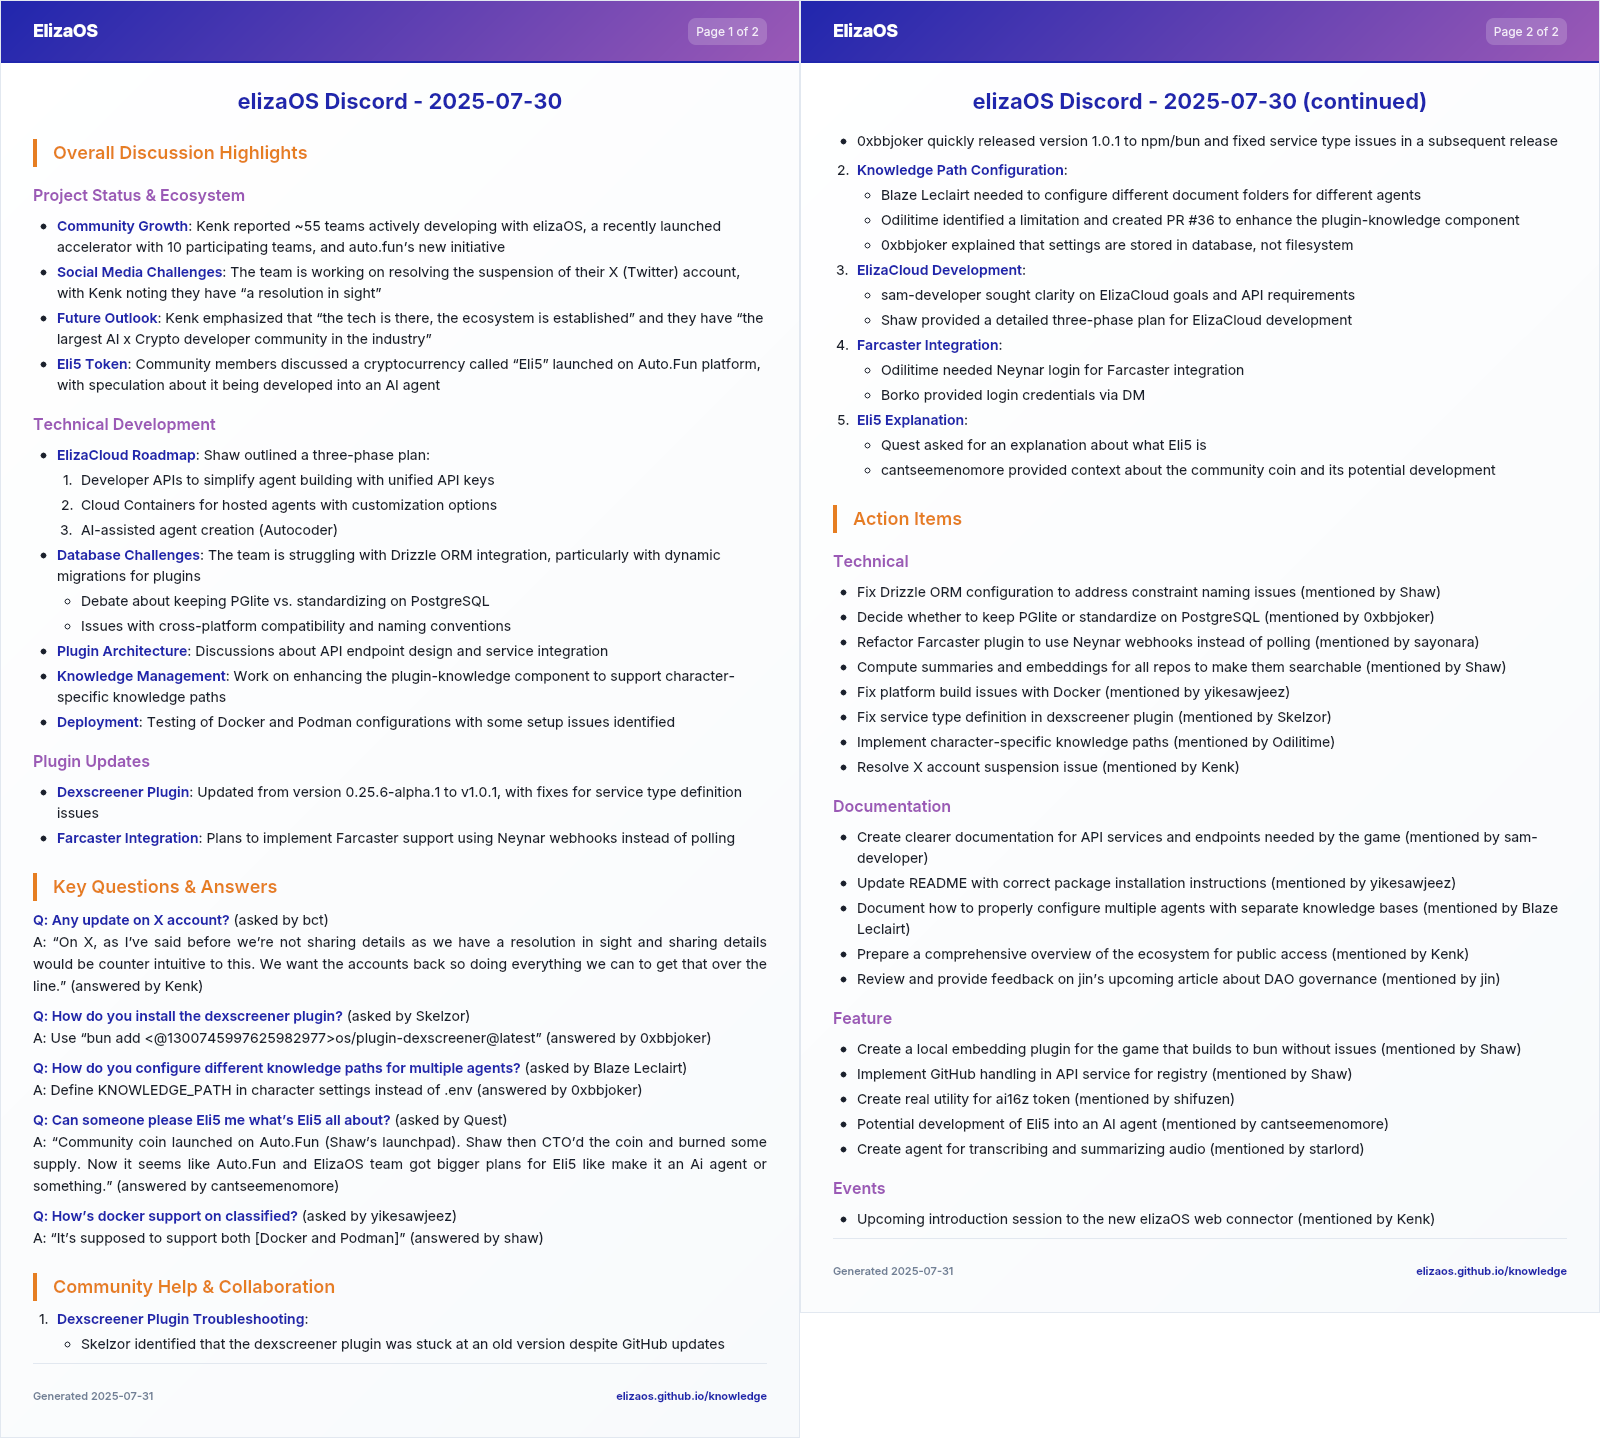 ElizaOS
Page 1 of 2
elizaOS Discord - 2025-07-30
Overall Discussion Highlights
Project Status & Ecosystem
• Community Growth: Kenk reported ~55 teams actively developing with elizaOS, a recently launched
accelerator with 10 participating teams, and auto.fun’s new initiative
• Social Media Challenges: The team is working on resolving the suspension of their X (Twitter) account,
with Kenk noting they have “a resolution in sight”
• Future Outlook: Kenk emphasized that “the tech is there, the ecosystem is established” and they have “the
largest AI x Crypto developer community in the industry”
• Eli5 Token: Community members discussed a cryptocurrency called “Eli5” launched on Auto.Fun platform,
with speculation about it being developed into an AI agent
Technical Development
• ElizaCloud Roadmap: Shaw outlined a three-phase plan:
1. Developer APIs to simplify agent building with unified API keys
2. Cloud Containers for hosted agents with customization options
3. AI-assisted agent creation (Autocoder)
• Database Challenges: The team is struggling with Drizzle ORM integration, particularly with dynamic
migrations for plugins
◦ Debate about keeping PGlite vs. standardizing on PostgreSQL
◦ Issues with cross-platform compatibility and naming conventions
• Plugin Architecture: Discussions about API endpoint design and service integration
• Knowledge Management: Work on enhancing the plugin-knowledge component to support character-
specific knowledge paths
• Deployment: Testing of Docker and Podman configurations with some setup issues identified
Plugin Updates
• Dexscreener Plugin: Updated from version 0.25.6-alpha.1 to v1.0.1, with fixes for service type definition
issues
• Farcaster Integration: Plans to implement Farcaster support using Neynar webhooks instead of polling
Key Questions & Answers
Q: Any update on X account? (asked by bct)
A: “On X, as I’ve said before we’re not sharing details as we have a resolution in sight and sharing details
would be counter intuitive to this. We want the accounts back so doing everything we can to get that over the
line.” (answered by Kenk)
Q: How do you install the dexscreener plugin? (asked by Skelzor)
A: Use “bun add <@1300745997625982977>os/plugin-dexscreener@latest” (answered by 0xbbjoker)
Q: How do you configure different knowledge paths for multiple agents? (asked by Blaze Leclairt)
A: Define KNOWLEDGE_PATH in character settings instead of .env (answered by 0xbbjoker)
Q: Can someone please Eli5 me what’s Eli5 all about? (asked by Quest)
A: “Community coin launched on Auto.Fun (Shaw’s launchpad). Shaw then CTO’d the coin and burned some
supply. Now it seems like Auto.Fun and ElizaOS team got bigger plans for Eli5 like make it an Ai agent or
something.” (answered by cantseemenomore)
Q: How’s docker support on classified? (asked by yikesawjeez)
A: “It’s supposed to support both [Docker and Podman]” (answered by shaw)
Community Help & Collaboration
1. Dexscreener Plugin Troubleshooting:
◦ Skelzor identified that the dexscreener plugin was stuck at an old version despite GitHub updates
Generated 2025-07-31
elizaos.github.io/knowledge
ElizaOS
Page 2 of 2
elizaOS Discord - 2025-07-30 (continued)
• 0xbbjoker quickly released version 1.0.1 to npm/bun and fixed service type issues in a subsequent release
2. Knowledge Path Configuration:
◦ Blaze Leclairt needed to configure different document folders for different agents
◦ Odilitime identified a limitation and created PR #36 to enhance the plugin-knowledge component
◦ 0xbbjoker explained that settings are stored in database, not filesystem
3. ElizaCloud Development:
◦ sam-developer sought clarity on ElizaCloud goals and API requirements
◦ Shaw provided a detailed three-phase plan for ElizaCloud development
4. Farcaster Integration:
◦ Odilitime needed Neynar login for Farcaster integration
◦ Borko provided login credentials via DM
5. Eli5 Explanation:
◦ Quest asked for an explanation about what Eli5 is
◦ cantseemenomore provided context about the community coin and its potential development
Action Items
Technical
• Fix Drizzle ORM configuration to address constraint naming issues (mentioned by Shaw)
• Decide whether to keep PGlite or standardize on PostgreSQL (mentioned by 0xbbjoker)
• Refactor Farcaster plugin to use Neynar webhooks instead of polling (mentioned by sayonara)
• Compute summaries and embeddings for all repos to make them searchable (mentioned by Shaw)
• Fix platform build issues with Docker (mentioned by yikesawjeez)
• Fix service type definition in dexscreener plugin (mentioned by Skelzor)
• Implement character-specific knowledge paths (mentioned by Odilitime)
• Resolve X account suspension issue (mentioned by Kenk)
Documentation
• Create clearer documentation for API services and endpoints needed by the game (mentioned by sam-
developer)
• Update README with correct package installation instructions (mentioned by yikesawjeez)
• Document how to properly configure multiple agents with separate knowledge bases (mentioned by Blaze
Leclairt)
• Prepare a comprehensive overview of the ecosystem for public access (mentioned by Kenk)
• Review and provide feedback on jin’s upcoming article about DAO governance (mentioned by jin)
Feature
• Create a local embedding plugin for the game that builds to bun without issues (mentioned by Shaw)
• Implement GitHub handling in API service for registry (mentioned by Shaw)
• Create real utility for ai16z token (mentioned by shifuzen)
• Potential development of Eli5 into an AI agent (mentioned by cantseemenomore)
• Create agent for transcribing and summarizing audio (mentioned by starlord)
Events
• Upcoming introduction session to the new elizaOS web connector (mentioned by Kenk)
Generated 2025-07-31
elizaos.github.io/knowledge